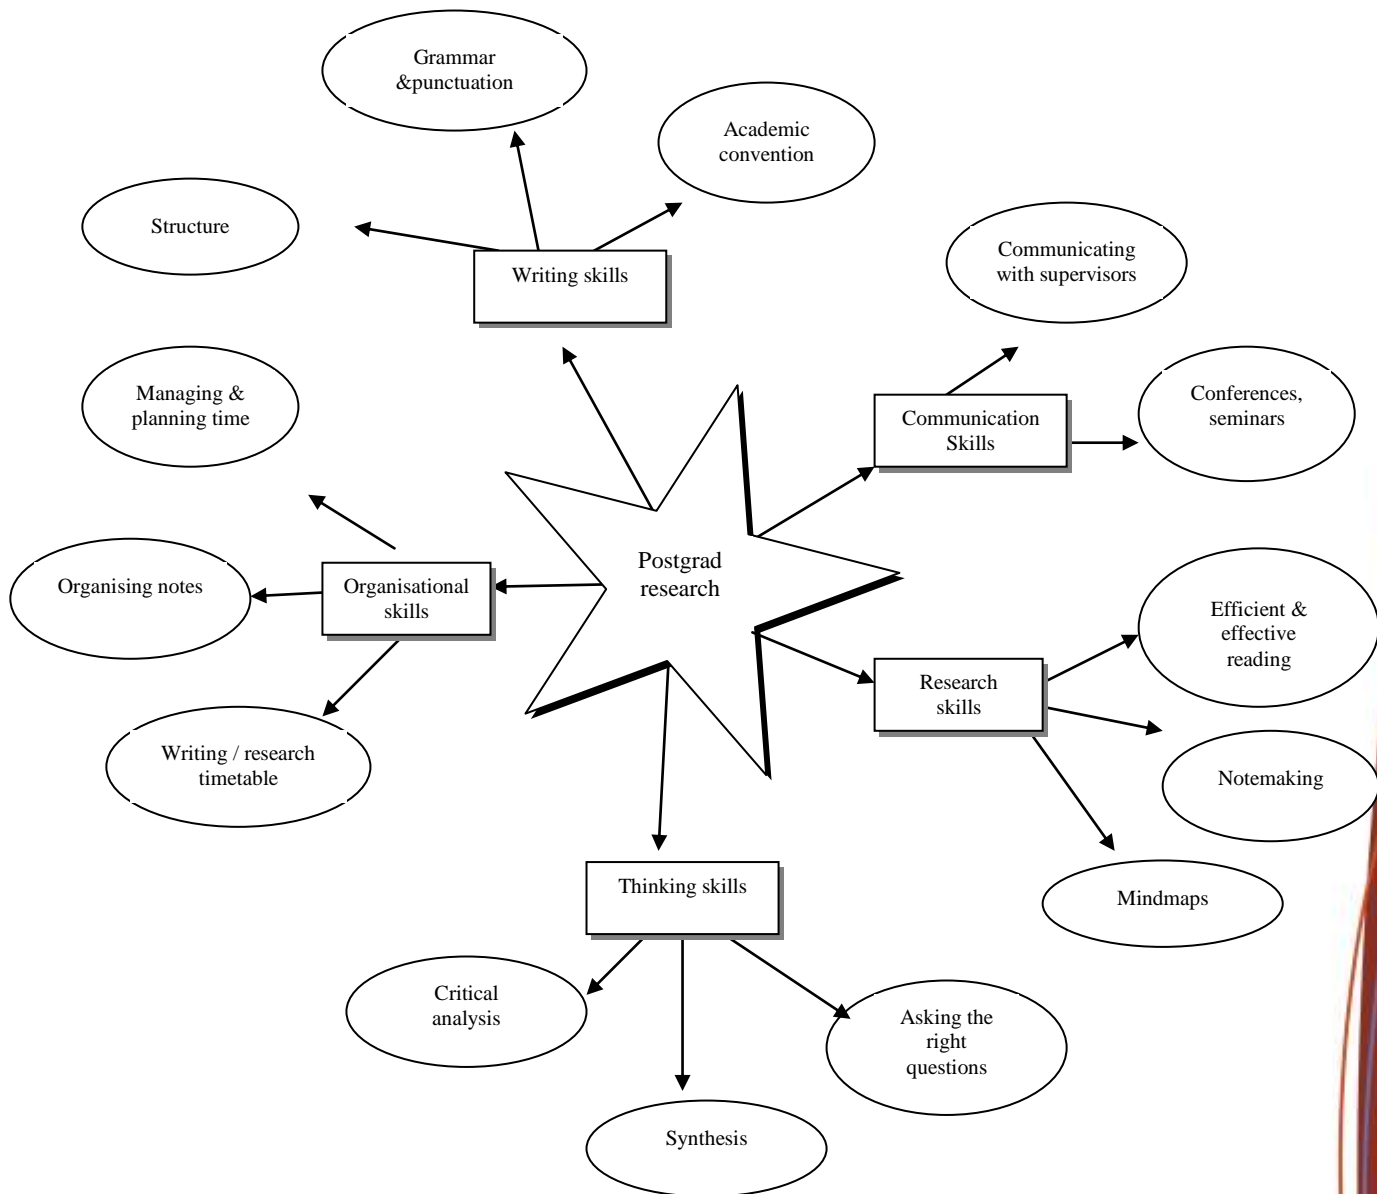 Grammar
&punctuation
Academic
convention
Structure
Writing skills
Communicating
with supervisors
Managing &
planning time
Conferences,
seminars
Communication
Skills
Postgrad
research
Organising notes
Organisational
skills
Efficient &
effective
reading
Research
skills
Writing / research
timetable
Notemaking
Thinking skills
Mindmaps
Critical
analysis
Asking the
right
questions
Synthesis